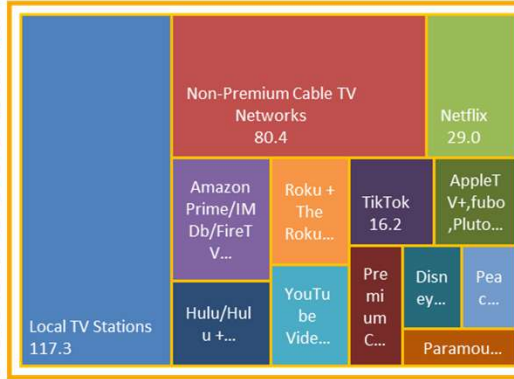 Local TV Stations
117.3
Non-Premium Cable TV
Networks
80.4
Netflix
29.0
Amazon
Prime/IM
Db/FireT
V...
Roku +
The
Roku...
TikTok
16.2
AppleT
V+,fubo
,Pluto...
Hulu/Hul
u +...
YouTu
be
Vide...
Pre
mi
um
C...
Disn
ey...
Pea
c...
Paramou...